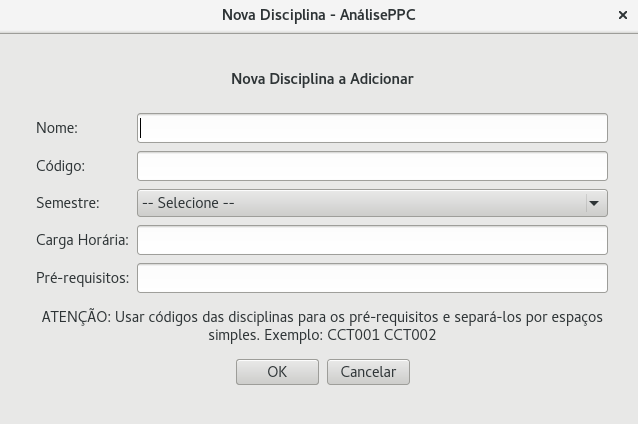 Nova Disciplina - AnálisePPC
Nova Disciplina a Adicionar
Nome:
Código:
Semestre: -- Selecione --
Carga Horária:
Pré-requisitos:
ATENÇÃO: Usar códigos das disciplinas para os pré-requisitos e separá-los por espaços
simples. Exemplo: CCT001 CCT002
OK Cancelar